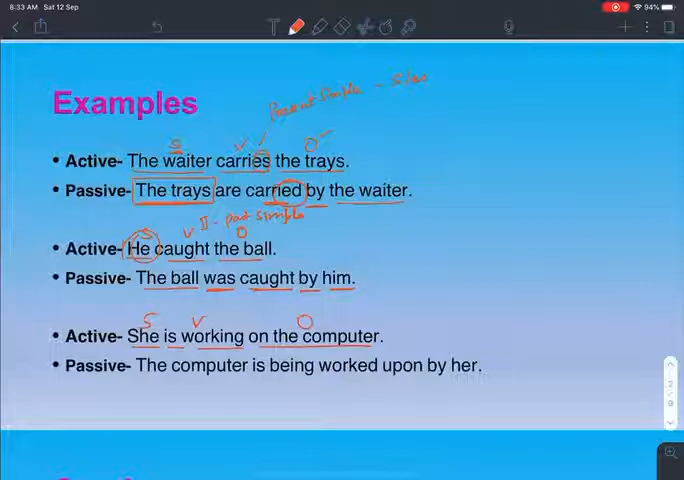 8:33 AM Sat 12 Sep
94%
Examples
Present simple - s/es
S V O
• Active- The waiter carries the trays.
• Passive- The trays are carried by the waiter.
II - past simple
S V O
• Active- He caught the ball.
• Passive- The ball was caught by him.
S V O
• Active- She is working on the computer.
• Passive- The computer is being worked upon by her.